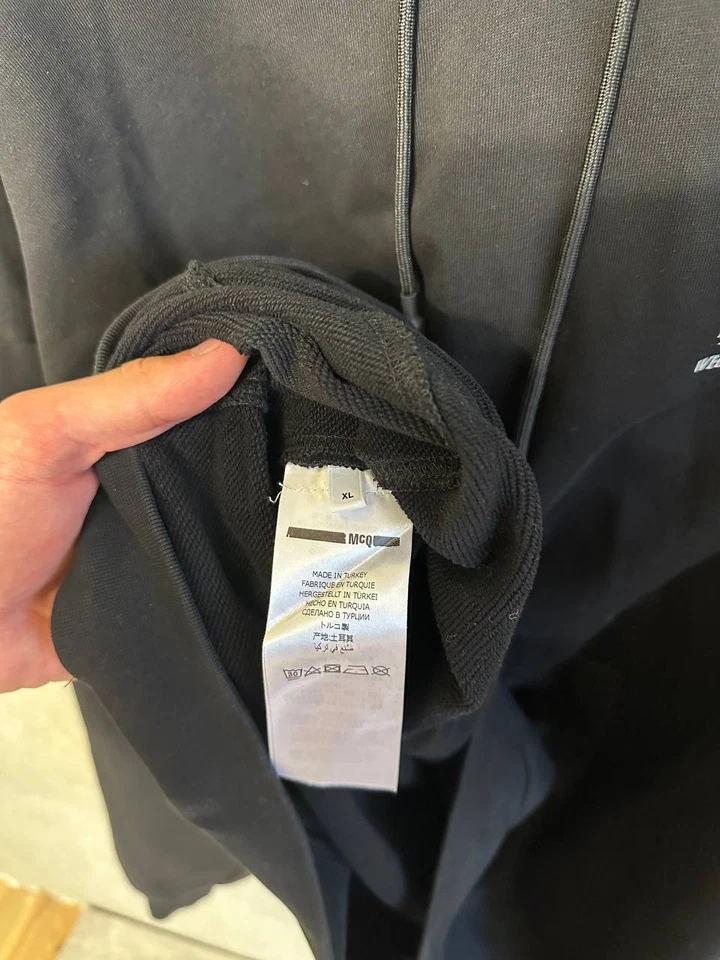 XL
McQ
MADE IN TURKEY
FABRIQUE EN TURQUIE
HERGESTELLT IN TÜRKEI
HECHO EN TURQUIA
СДЕЛАНО В ТУРЦИИ
トルコ製
产地土耳其
صنع في تركيا
30